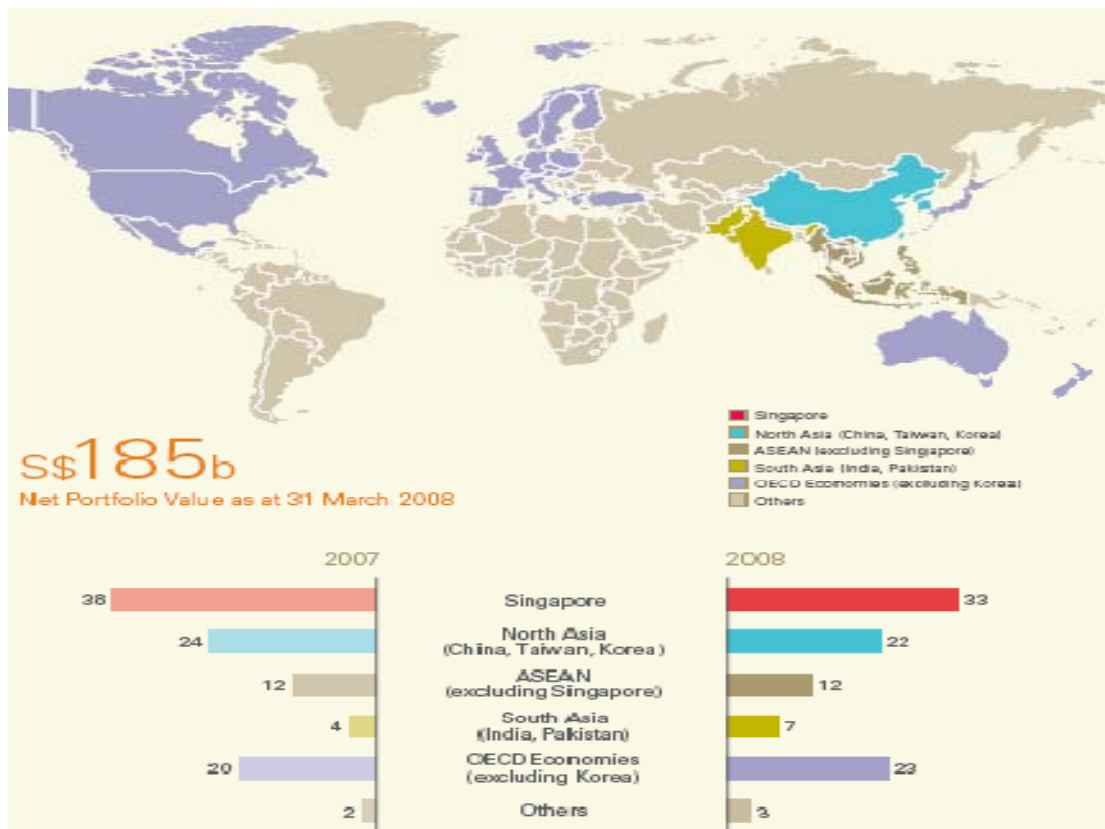 Singapore
North Asia (China, Taiwan, Korea)
ASEAN (excluding Singapore)
South Asia (India, Pakistan)
OECD Economies (excluding Korea)
Others
S$185b
Net Portfolio Value as at 31 March 2008
2007 2008
38 Singapore 33
24 North Asia 22
(China, Taiwan, Korea)
12 ASEAN 12
(excluding Singapore)
4 South Asia 7
(India, Pakistan)
20 OECD Economies 23
(excluding Korea)
2 Others 3